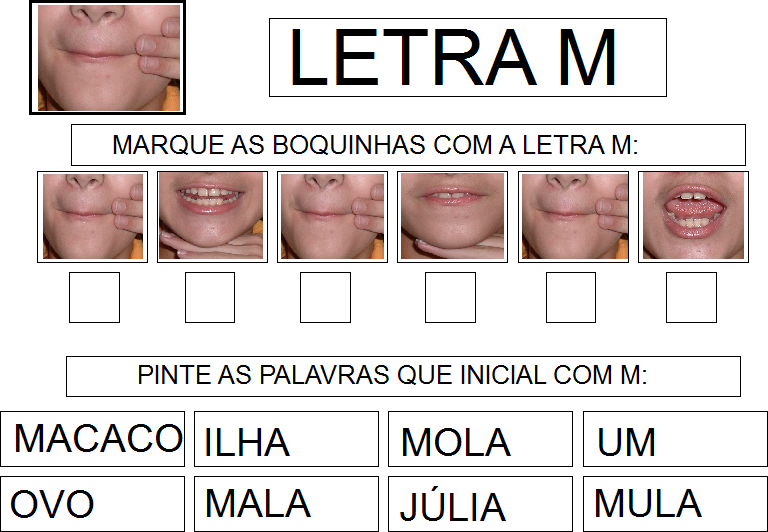 LETRA M
MARQUE AS BOQUINHAS COM A LETRA M:
PINTE AS PALAVRAS QUE INICIAL COM M:
MACACO ILHA MOLA UM
OVO MALA JÚLIA MULA